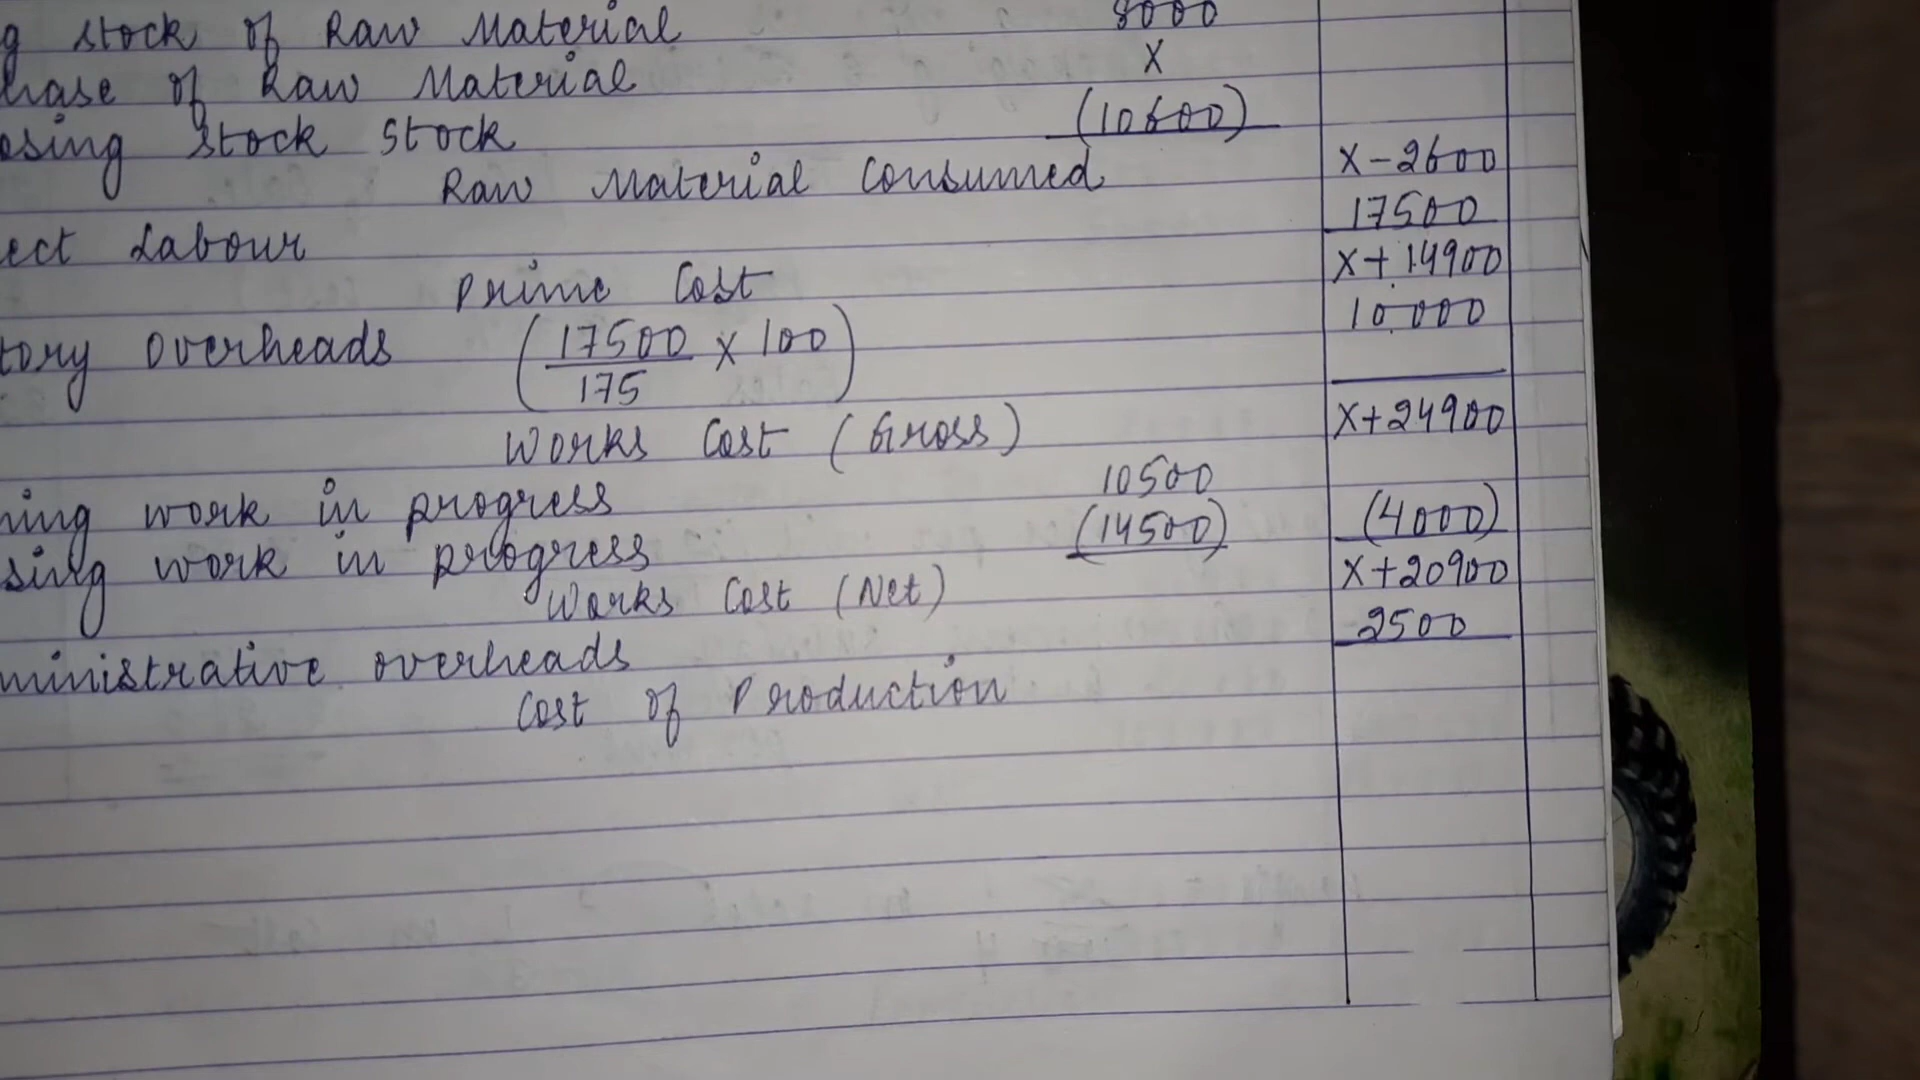 g stock of Raw Material 8000
hase of Raw Material X
osing Stock Stock (10600)
Raw Material Consumed X-2600
ect Labour 17500
Prime Cost X+14900
tory overheads (17500/175 X 100) 10000
Works Cost (Gross) X+24900
ning work in progress 10500
sing work in progress (14500) (4000)
Works Cost (Net) X+20900
ministrative overheads 2500
Cost of Production